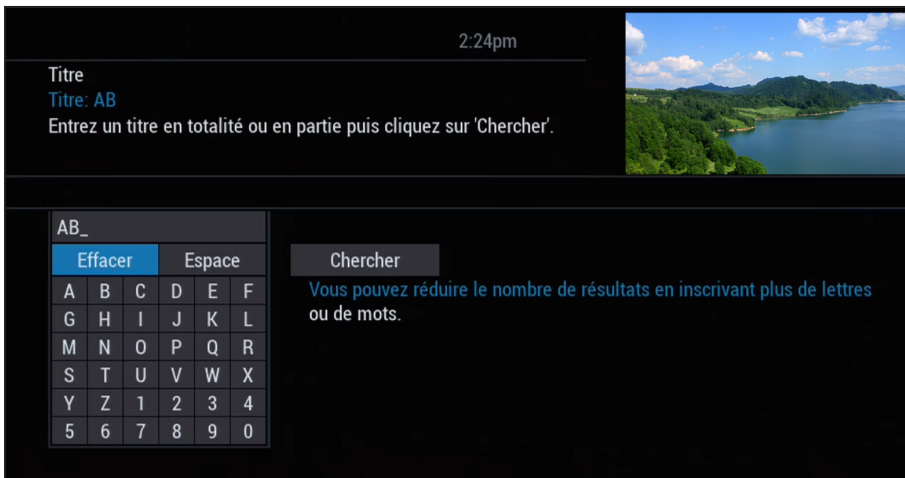 2:24pm
Titre
Titre: AB
Entrez un titre en totalité ou en partie puis cliquez sur 'Chercher'.
AB_
Effacer Espace Chercher
A B C D E F
Vous pouvez réduire le nombre de résultats en inscrivant plus de lettres
ou de mots.
G H I J K L
M N O P Q R
S T U V W X
Y Z 1 2 3 4
5 6 7 8 9 0